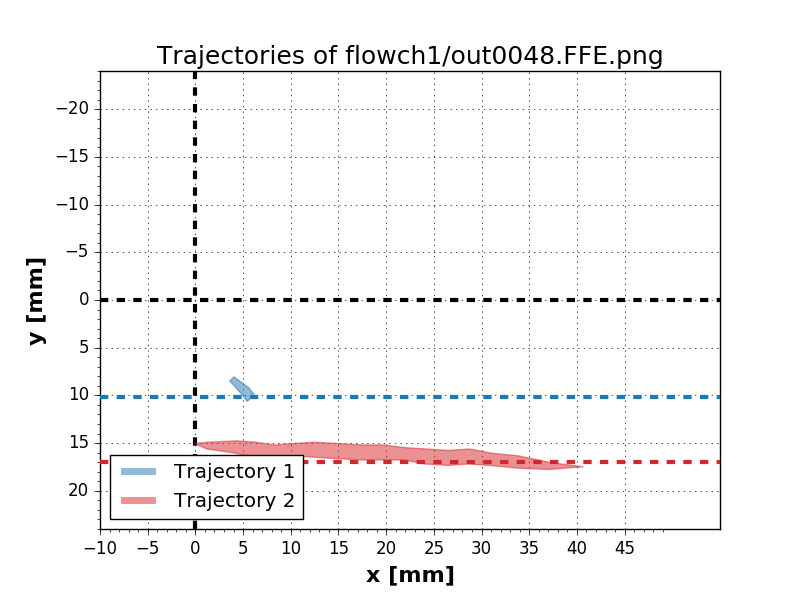 Trajectories of flowch1/out0048.FFE.png
y [mm]
−20
−15
−10
−5
0
5
10
15
20
Trajectory 1
Trajectory 2
−10 −5 0 5 10 15 20 25 30 35 40 45
x [mm]